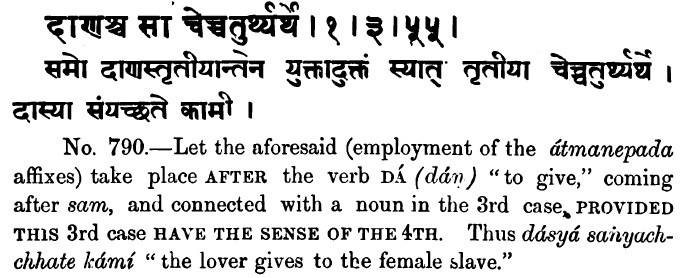 दाणश्च सा चेच्चतुर्थ्यर्थे । १ । ३ । ५५ ।
समो दाणस्तृतीयान्तेन युक्तादुक्तं स्यात् तृतीया चेच्चतुर्थ्यर्थे ।
दास्या संयच्छते कामी ।
No. 790.—Let the aforesaid (employment of the átmanepada
affixes) take place AFTER the verb DÁ (dáṇ) “to give,” coming
after sam, and connected with a noun in the 3rd case, PROVIDED
THIS 3rd case HAVE THE SENSE OF THE 4TH. Thus dásyá sań̇yach-
chhate kámí “the lover gives to the female slave.”